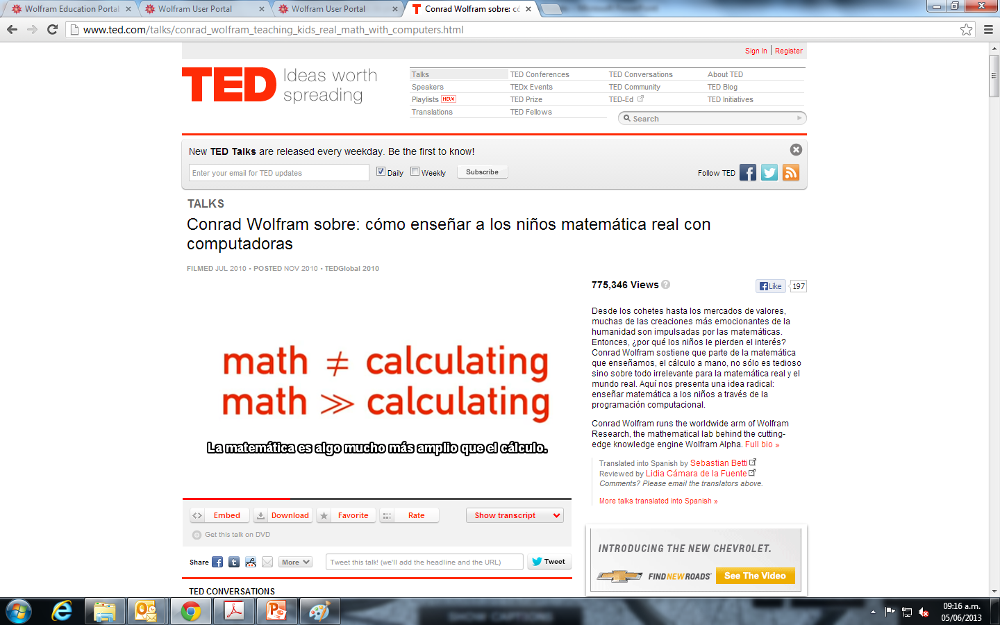 Wolfram Education Portal
Wolfram User Portal
Wolfram User Portal
Conrad Wolfram sobre: có
www.ted.com/talks/conrad_wolfram_teaching_kids_real_math_with_computers.html
Sign In | Register
TED Ideas worth
spreading
Talks TED Conferences TED Conversations About TED
Speakers TEDx Events TED Community TED Blog
Playlists NEW TED Prize TED-Ed TED Initiatives
Translations TED Fellows
Search
New TED Talks are released every weekday. Be the first to know!
Enter your email for TED updates Daily Weekly Subscribe
Follow TED
TALKS
Conrad Wolfram sobre: cómo enseñar a los niños matemática real con
computadoras
FILMED JUL 2010 • POSTED NOV 2010 • TEDGlobal 2010
math ≠ calculating
math ≫ calculating
La matemática es algo mucho más amplio que el cálculo.
Embed Download Favorite Rate Show transcript
Get this talk on DVD
Share More Tweet this talk! (we'll add the headline and the URL) Tweet
TED CONVERSATIONS
775,346 Views ?
Like 197
Desde los cohetes hasta los mercados de valores,
muchas de las creaciones más emocionantes de la
humanidad son impulsadas por las matemáticas.
Entonces, ¿por qué los niños le pierden el interés?
Conrad Wolfram sostiene que parte de la matemática
que enseñamos, el cálculo a mano, no sólo es tedioso
sino sobre todo irrelevante para la matemática real y el
mundo real. Aquí nos presenta una idea radical:
enseñar matemática a los niños a través de la
programación computacional.
Conrad Wolfram runs the worldwide arm of Wolfram
Research, the mathematical lab behind the cutting-
edge knowledge engine Wolfram Alpha. Full bio »
Translated into Spanish by Sebastian Betti
Reviewed by Lidia Cámara de la Fuente
Comments? Please email the translators above.
More talks translated into Spanish »
INTRODUCING THE NEW CHEVROLET.
FIND NEW ROADS See The Video
SHOW CAPTIONS
09:16 a.m.
05/06/2013